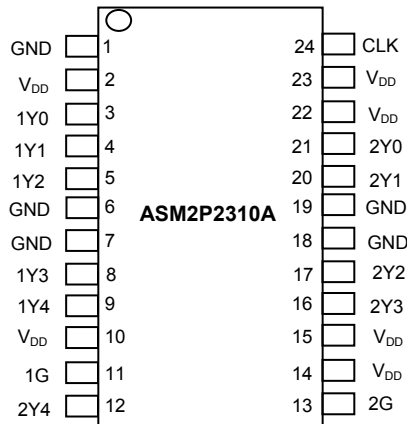 GND 1 24 CLK
VDD 2 23 VDD
1Y0 3 22 VDD
1Y1 4 21 2Y0
1Y2 5 20 2Y1
GND 6 ASM2P2310A 19 GND
GND 7 18 GND
1Y3 8 17 2Y2
1Y4 9 16 2Y3
VDD 10 15 VDD
1G 11 14 VDD
2Y4 12 13 2G